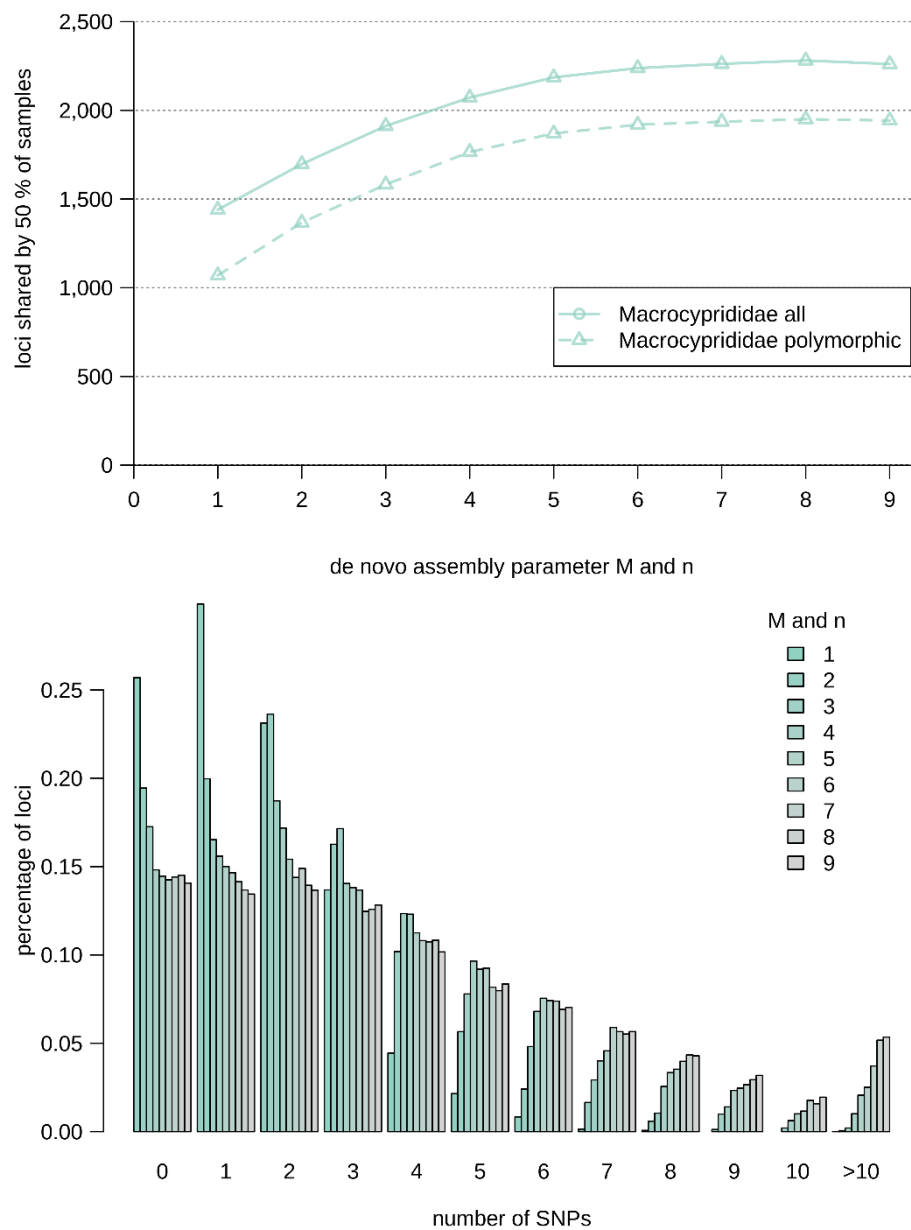 2,500
2,000
1,500
1,000
500
0
loci shared by 50 % of samples
Macrocyprididae all
Macrocyprididae polymorphic
0 1 2 3 4 5 6 7 8 9
de novo assembly parameter M and n
M and n
1
2
3
4
5
6
7
8
9
0.25
0.20
0.15
0.10
0.05
0.00
percentage of loci
0 1 2 3 4 5 6 7 8 9 10 >10
number of SNPs